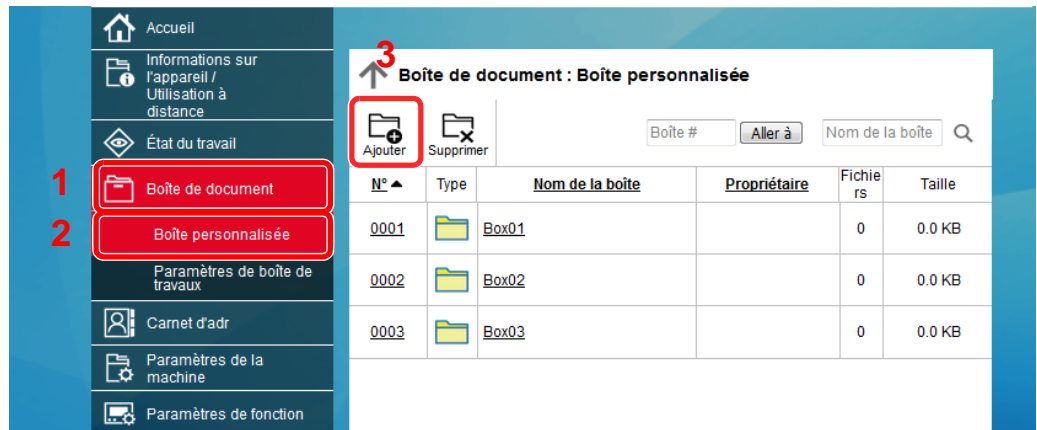 Accueil
Informations sur
l'appareil /
Utilisation à
distance
État du travail
1
Boîte de document
2
Boîte personnalisée
Paramètres de boîte de
travaux
Carnet d'adr
Paramètres de la
machine
Paramètres de fonction
3
Boîte de document : Boîte personnalisée
Ajouter
Supprimer
Boîte #
Aller à
Nom de la boîte
N° Type Nom de la boîte Propriétaire Fichie
rs Taille
0001 Box01 0 0.0 KB
0002 Box02 0 0.0 KB
0003 Box03 0 0.0 KB